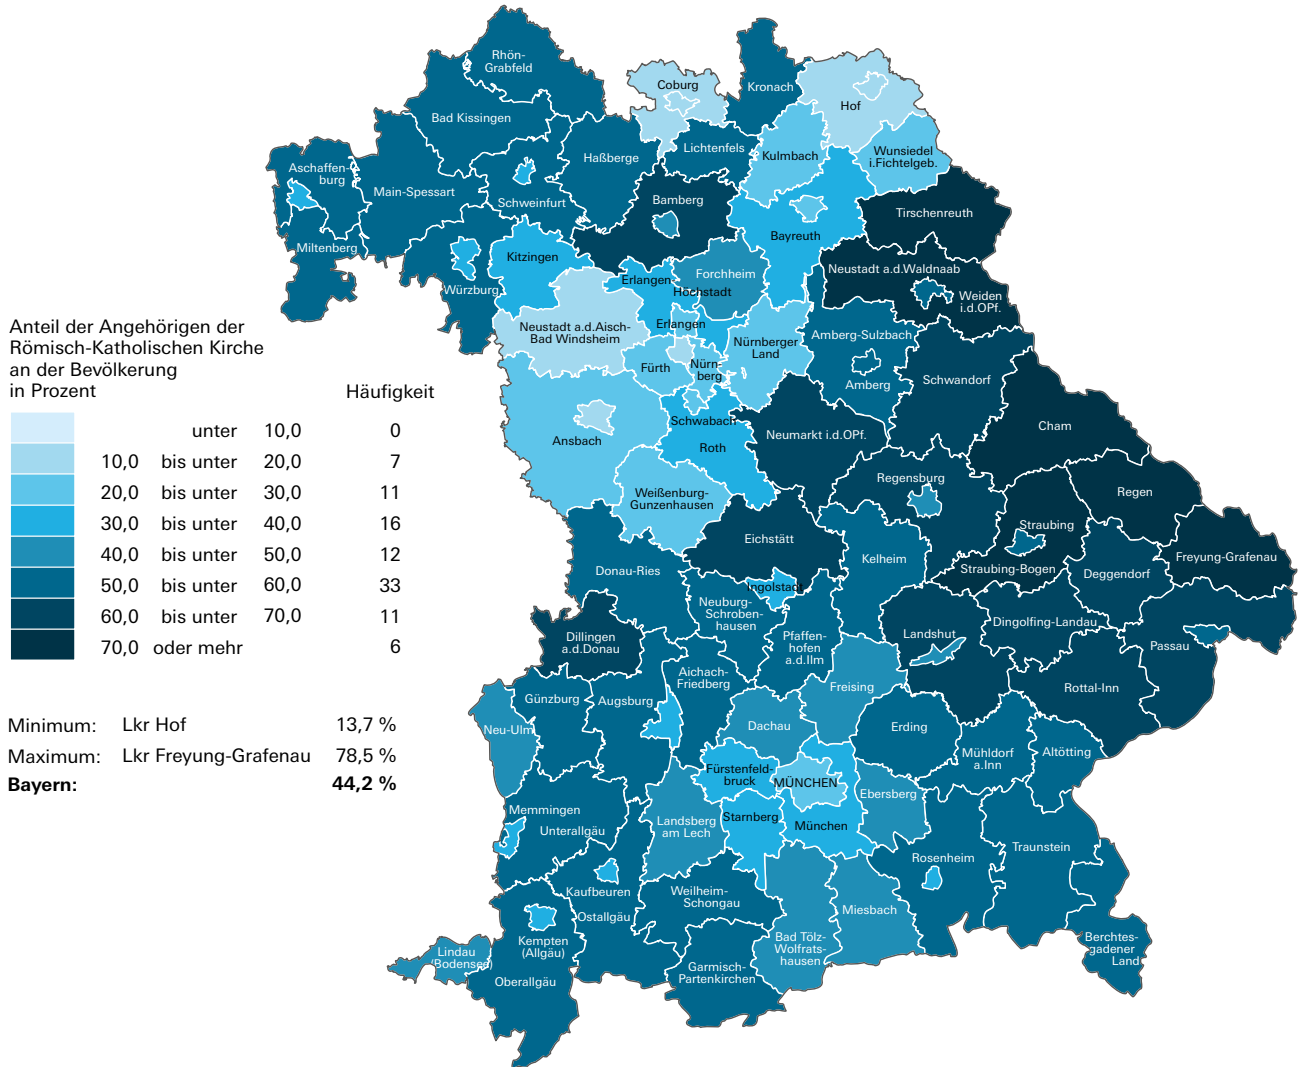 Rhön-
Grabfeld
Coburg
Kronach
Hof
Bad Kissingen
Lichtenfels
Kulmbach
Wunsiedel
i.Fichtelgeb.
Haßberge
Aschaffen-
burg
Main-Spessart
Schweinfurt
Bamberg
Tirschenreuth
Bayreuth
Miltenberg
Kitzingen
Würzburg
Erlangen
Höchstadt
Forchheim
Neustadt a.d.Waldnaab
Weiden
i.d.OPf.
Neustadt a.d.Aisch-
Bad Windsheim
Erlangen
Nürnberger
Land
Amberg-Sulzbach
Fürth
Nürn-
berg
Amberg
Schwandorf
Ansbach
Schwabach
Roth
Neumarkt i.d.OPf.
Cham
Weißenburg-
Gunzenhausen
Regensburg
Regen
Straubing
Eichstätt
Kelheim
Straubing-Bogen
Deggendorf
Freyung-Grafenau
Donau-Ries
Ingolstadt
Neuburg-
Schroben-
hausen
Pfaffen-
hofen
a.d.Ilm
Dillingen
a.d.Donau
Landshut
Dingolfing-Landau
Passau
Rottal-Inn
Aichach-
Friedberg
Günzburg
Augsburg
Freising
Neu-Ulm
Dachau
Erding
Mühldorf
a.Inn
Altötting
Fürstenfeld-
bruck
MÜNCHEN
Ebersberg
Memmingen
Unterallgäu
Landsberg
am Lech
Starnberg
München
Rosenheim
Traunstein
Kaufbeuren
Ostallgäu
Weilheim-
Schongau
Miesbach
Kempten
(Allgäu)
Bad Tölz-
Wolfrats-
hausen
Berchtes-
gadener
Land
Lindau
(Bodensee)
Oberallgäu
Garmisch-
Partenkirchen
Anteil der Angehörigen der
Römisch-Katholischen Kirche
an der Bevölkerung
in Prozent Häufigkeit
unter 10,0 0
10,0 bis unter 20,0 7
20,0 bis unter 30,0 11
30,0 bis unter 40,0 16
40,0 bis unter 50,0 12
50,0 bis unter 60,0 33
60,0 bis unter 70,0 11
70,0 oder mehr 6
Minimum: Lkr Hof 13,7 %
Maximum: Lkr Freyung-Grafenau 78,5 %
Bayern: 44,2 %